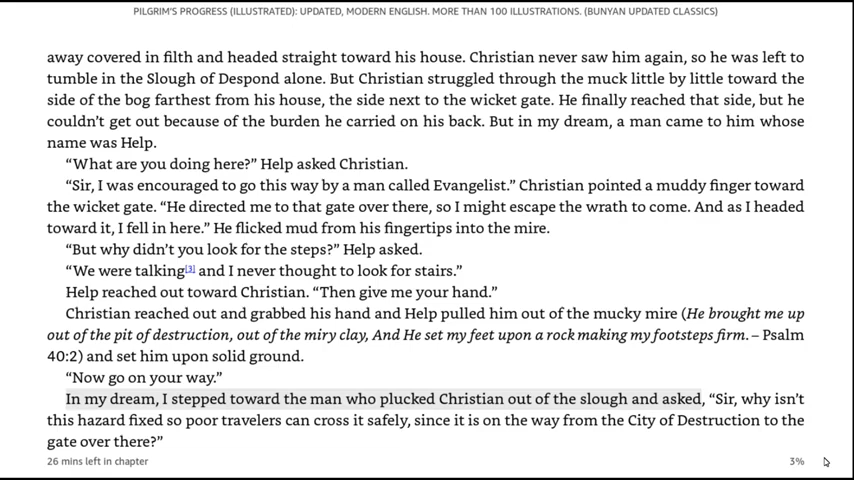 PILGRIM'S PROGRESS (ILLUSTRATED): UPDATED, MODERN ENGLISH. MORE THAN 100 ILLUSTRATIONS. (BUNYAN UPDATED CLASSICS)
away covered in filth and headed straight toward his house. Christian never saw him again, so he was left to
tumble in the Slough of Despond alone. But Christian struggled through the muck little by little toward the
side of the bog farthest from his house, the side next to the wicket gate. He finally reached that side, but he
couldn’t get out because of the burden he carried on his back. But in my dream, a man came to him whose
name was Help.
“What are you doing here?” Help asked Christian.
“Sir, I was encouraged to go this way by a man called Evangelist.” Christian pointed a muddy finger toward
the wicket gate. “He directed me to that gate over there, so I might escape the wrath to come. And as I headed
toward it, I fell in here.” He flicked mud from his fingertips into the mire.
“But why didn’t you look for the steps?” Help asked.
“We were talking[3] and I never thought to look for stairs.”
Help reached out toward Christian. “Then give me your hand.”
Christian reached out and grabbed his hand and Help pulled him out of the mucky mire (He brought me up
out of the pit of destruction, out of the miry clay, And He set my feet upon a rock making my footsteps firm. – Psalm
40:2) and set him upon solid ground.
“Now go on your way.”
In my dream, I stepped toward the man who plucked Christian out of the slough and asked, “Sir, why isn’t
this hazard fixed so poor travelers can cross it safely, since it is on the way from the City of Destruction to the
gate over there?”
26 mins left in chapter
3%